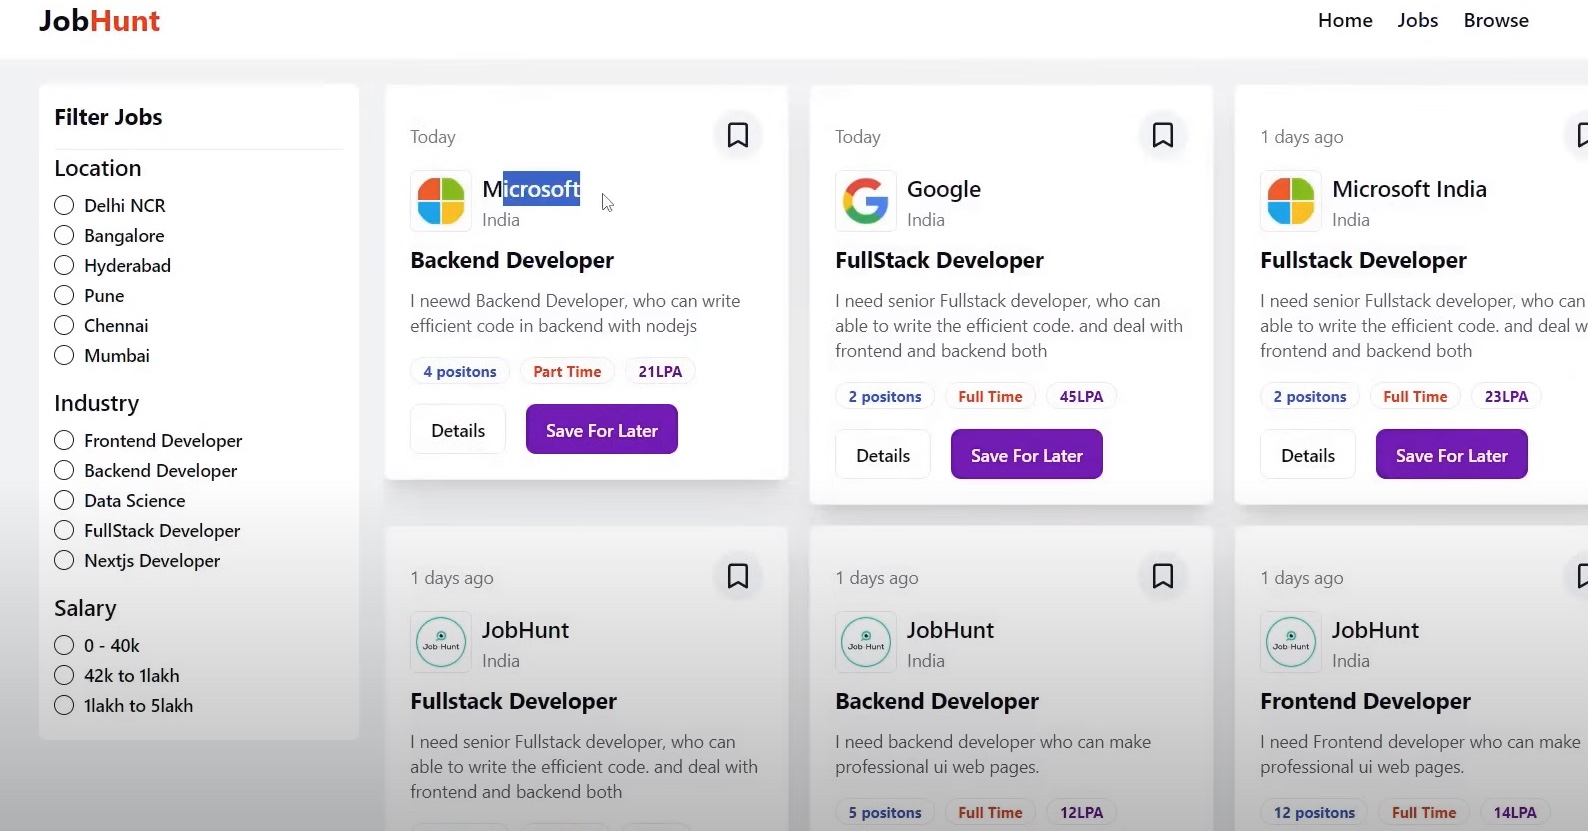 JobHunt
Home Jobs Browse
Filter Jobs
Location
Delhi NCR
Bangalore
Hyderabad
Pune
Chennai
Mumbai
Industry
Frontend Developer
Backend Developer
Data Science
FullStack Developer
Nextjs Developer
Salary
0 - 40k
42k to 1lakh
1lakh to 5lakh
Today
Microsoft
India
Backend Developer
I neewd Backend Developer, who can write
efficient code in backend with nodejs
4 positons Part Time 21LPA
Details Save For Later
Today
Google
India
FullStack Developer
I need senior Fullstack developer, who can
able to write the efficient code. and deal with
frontend and backend both
2 positons Full Time 45LPA
Details Save For Later
1 days ago
Microsoft India
India
Fullstack Developer
I need senior Fullstack developer, who can
able to write the efficient code. and deal w
frontend and backend both
2 positons Full Time 23LPA
Details Save For Later
1 days ago
Job Hunt
JobHunt
India
Fullstack Developer
I need senior Fullstack developer, who can
able to write the efficient code. and deal with
frontend and backend both
1 days ago
Job Hunt
JobHunt
India
Backend Developer
I need backend developer who can make
professional ui web pages.
5 positons Full Time 12LPA
1 days ago
Job Hunt
JobHunt
India
Frontend Developer
I need Frontend developer who can make
professional ui web pages.
12 positons Full Time 14LPA